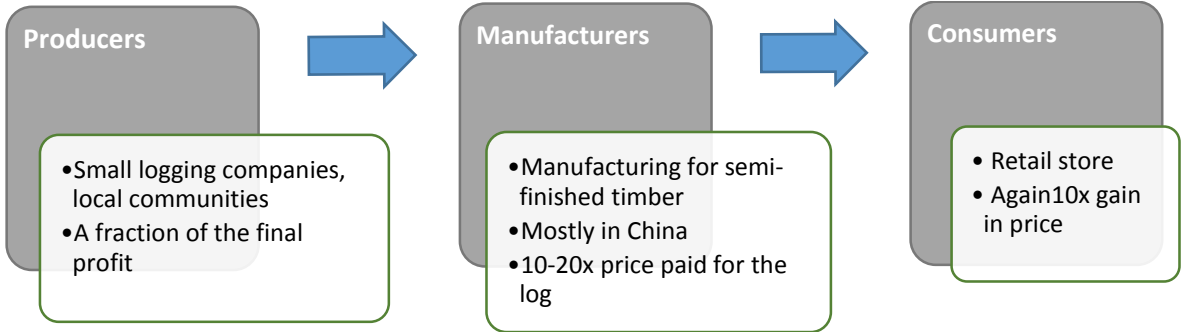 Producers
•Small logging companies,
local communities
•A fraction of the final
profit
Manufacturers
•Manufacturing for semi-
finished timber
•Mostly in China
•10-20x price paid for the
log
Consumers
• Retail store
• Again10x gain
in price